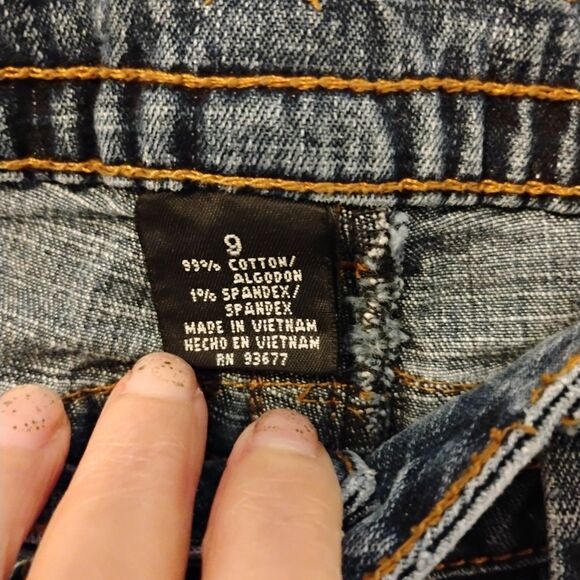 9
99% COTTON/
ALGODON
1% SPANDEX/
SPANDEX
MADE IN VIETNAM
HECHO EN VIETNAM
RN 93677